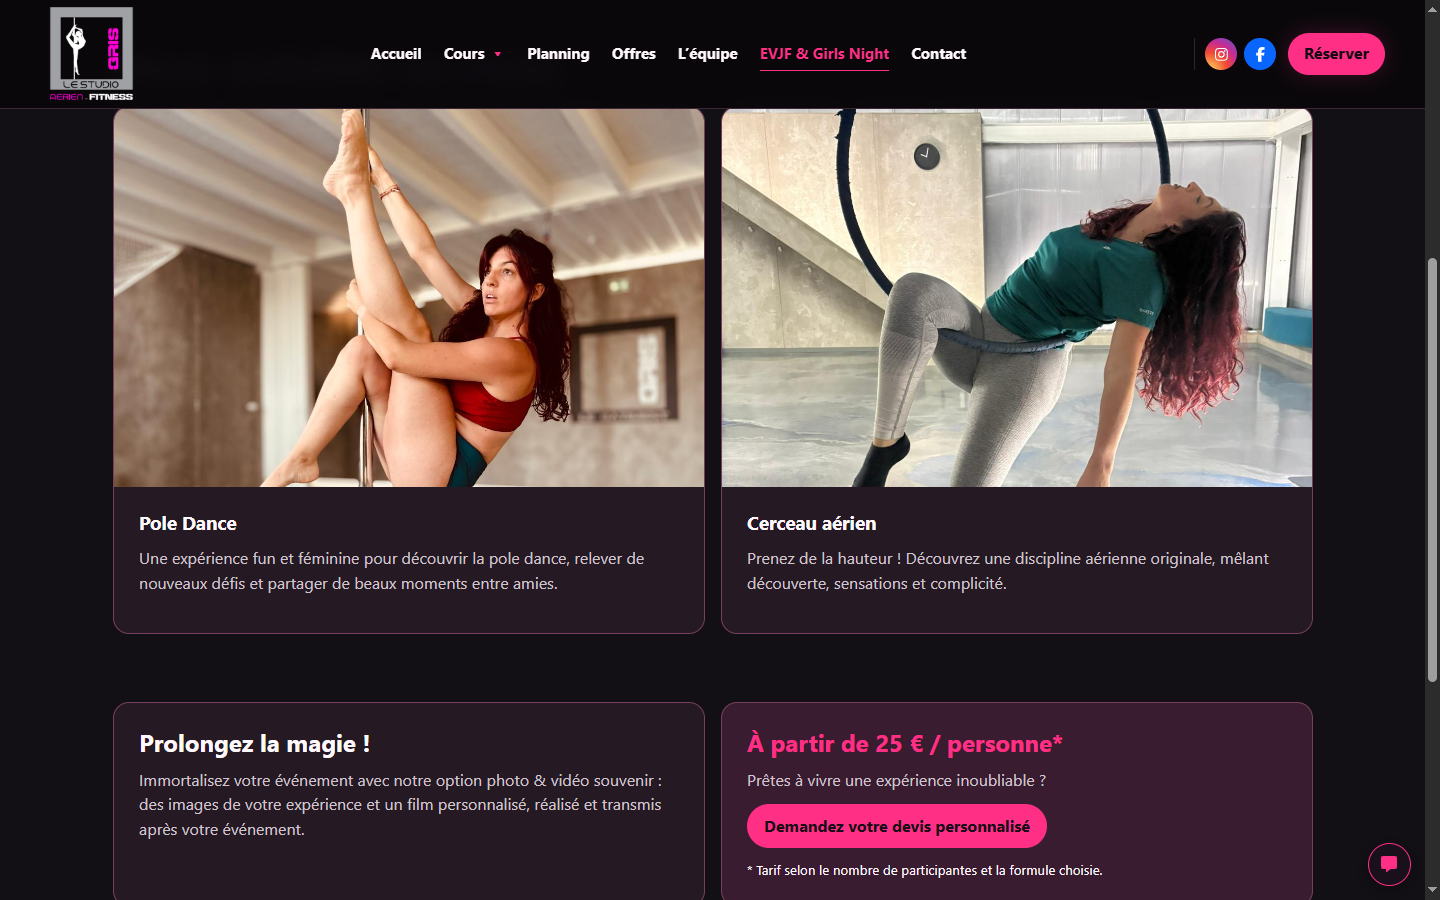 GRIS
LE STUDIO
AERIEN . FITNESS
Accueil
Cours
Planning
Offres
L'équipe
EVJF & Girls Night
Contact
Réserver
Pole Dance
Une expérience fun et féminine pour découvrir la pole dance, relever de
nouveaux défis et partager de beaux moments entre amies.
Cerceau aérien
Prenez de la hauteur ! Découvrez une discipline aérienne originale, mêlant
découverte, sensations et complicité.
Prolongez la magie !
Immortalisez votre événement avec notre option photo & vidéo souvenir :
des images de votre expérience et un film personnalisé, réalisé et transmis
après votre événement.
À partir de 25 € / personne*
Prêtes à vivre une expérience inoubliable ?
Demandez votre devis personnalisé
* Tarif selon le nombre de participantes et la formule choisie.